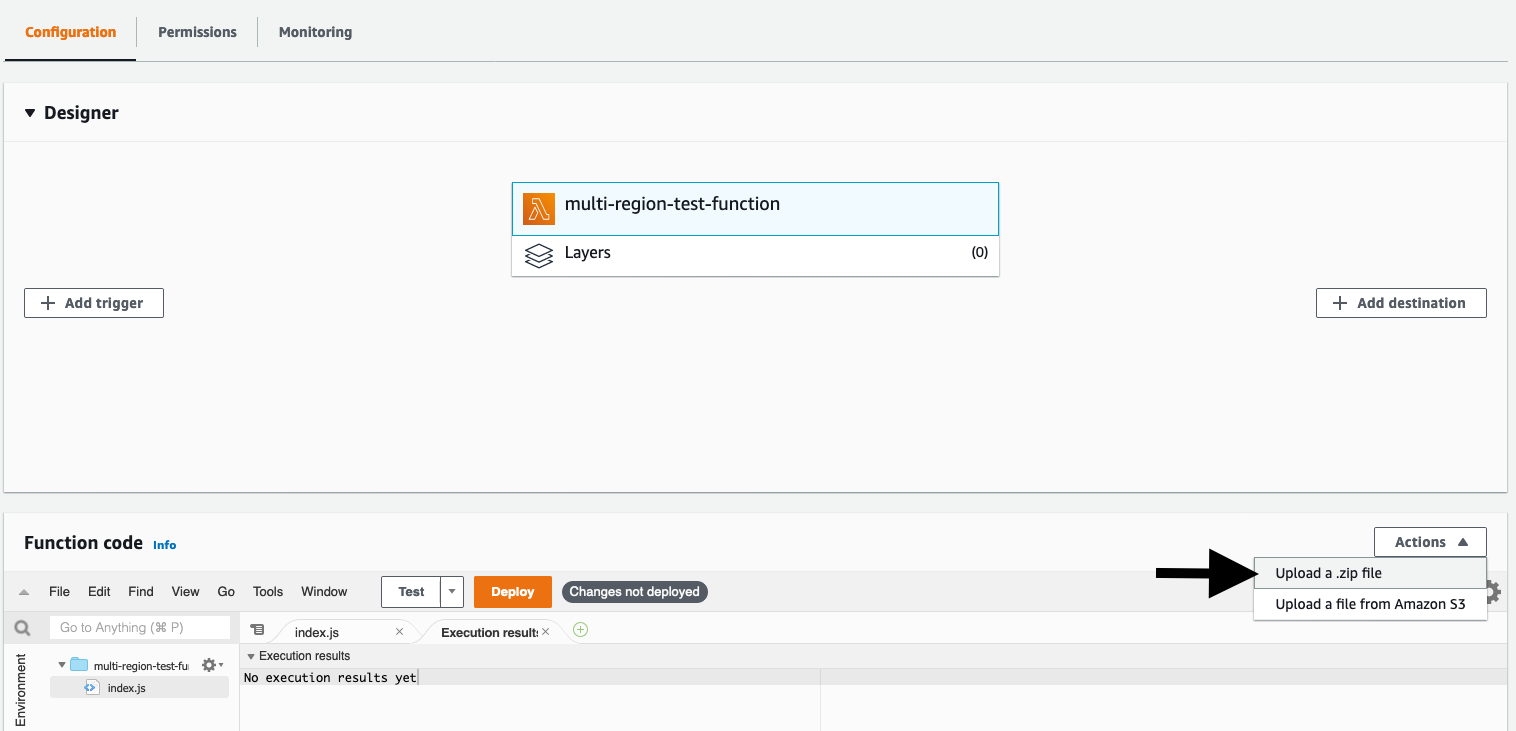 Configuration Permissions Monitoring
Designer
multi-region-test-function
Layers (0)
Add trigger Add destination
Function code Info Actions
Upload a .zip file
File Edit Find View Go Tools Window Test Deploy Changes not deployed
Upload a file from Amazon S3
Go to Anything (⌘ P) index.js Execution results
Execution results
multi-region-test-fu
No execution results yet
index.js
Environment